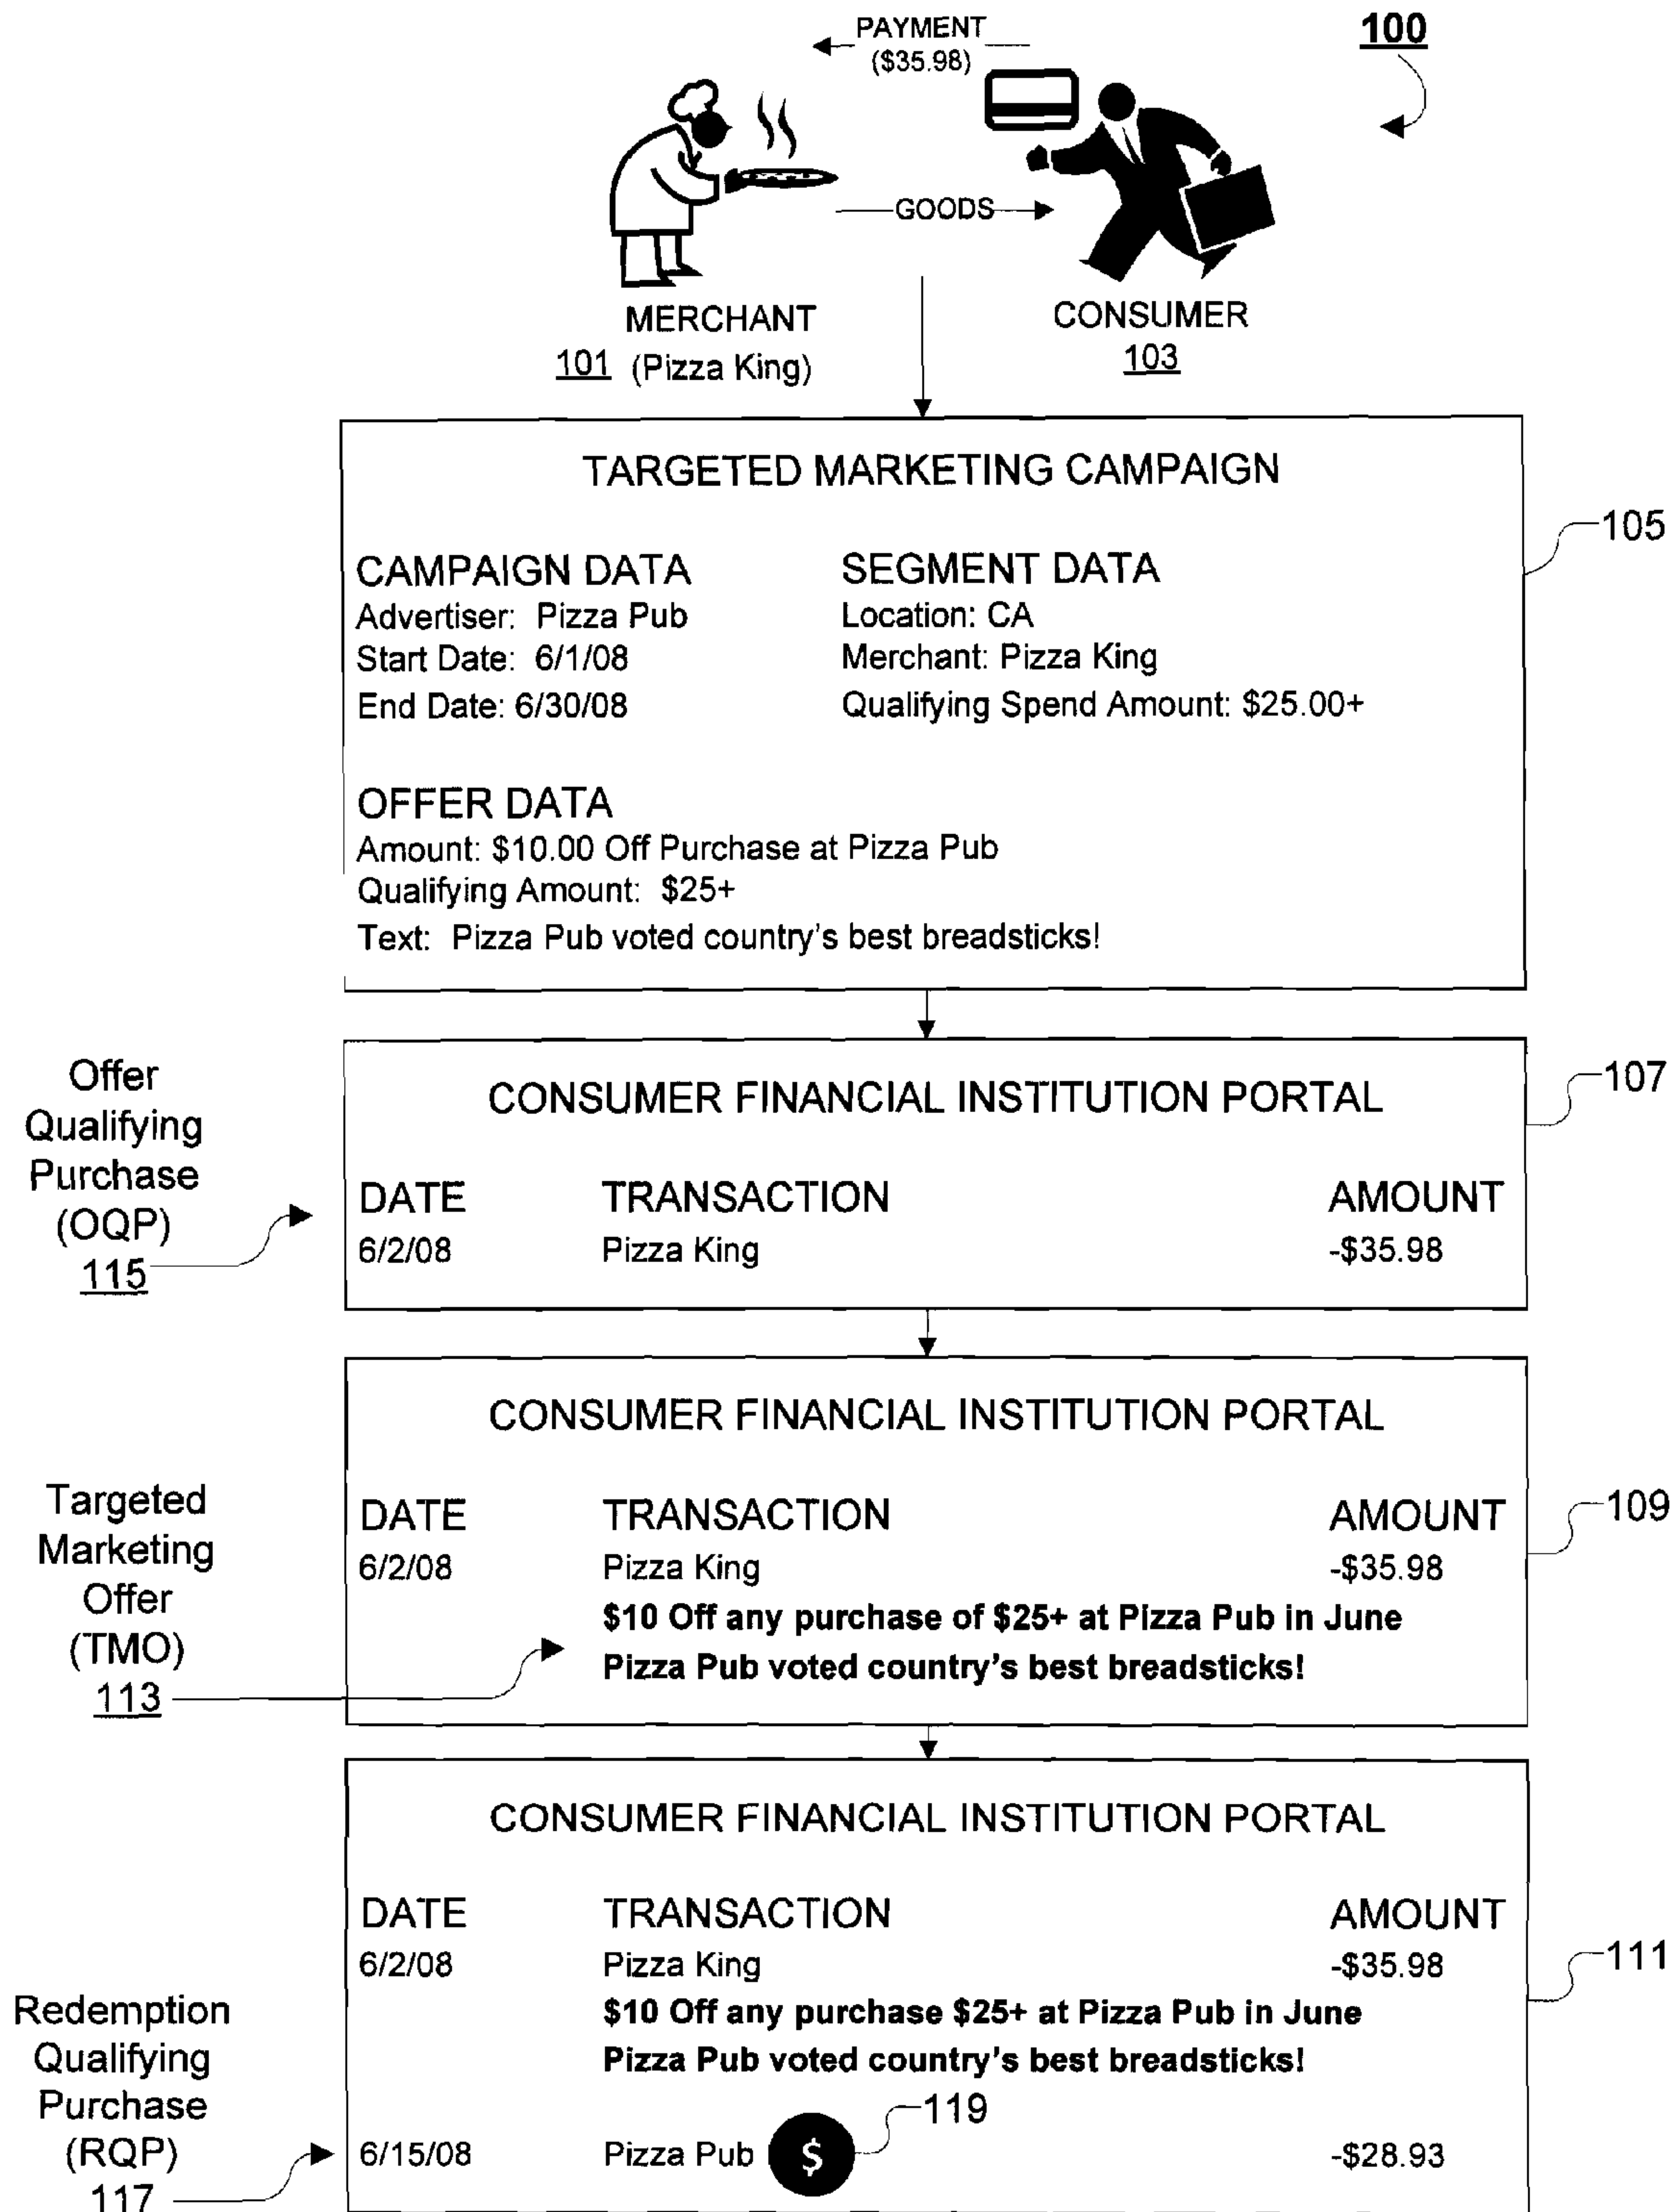 PAYMENT
($35.98)
100
GOODS
MERCHANT
(Pizza King)
101
CONSUMER
103
TARGETED MARKETING CAMPAIGN
105
CAMPAIGN DATA
Advertiser: Pizza Pub
Start Date: 6/1/08
End Date: 6/30/08
SEGMENT DATA
Location: CA
Merchant: Pizza King
Qualifying Spend Amount: $25.00+
OFFER DATA
Amount: $10.00 Off Purchase at Pizza Pub
Qualifying Amount: $25+
Text: Pizza Pub voted country's best breadsticks!
Offer
Qualifying
Purchase
(OQP)
115
CONSUMER FINANCIAL INSTITUTION PORTAL
107
DATE TRANSACTION AMOUNT
6/2/08 Pizza King -$35.98
Targeted
Marketing
Offer
(TMO)
113
CONSUMER FINANCIAL INSTITUTION PORTAL
109
DATE TRANSACTION AMOUNT
6/2/08 Pizza King -$35.98
$10 Off any purchase of $25+ at Pizza Pub in June
Pizza Pub voted country's best breadsticks!
Redemption
Qualifying
Purchase
(RQP)
117
CONSUMER FINANCIAL INSTITUTION PORTAL
111
DATE TRANSACTION AMOUNT
6/2/08 Pizza King -$35.98
$10 Off any purchase $25+ at Pizza Pub in June
Pizza Pub voted country's best breadsticks!
119
6/15/08 Pizza Pub $ -$28.93